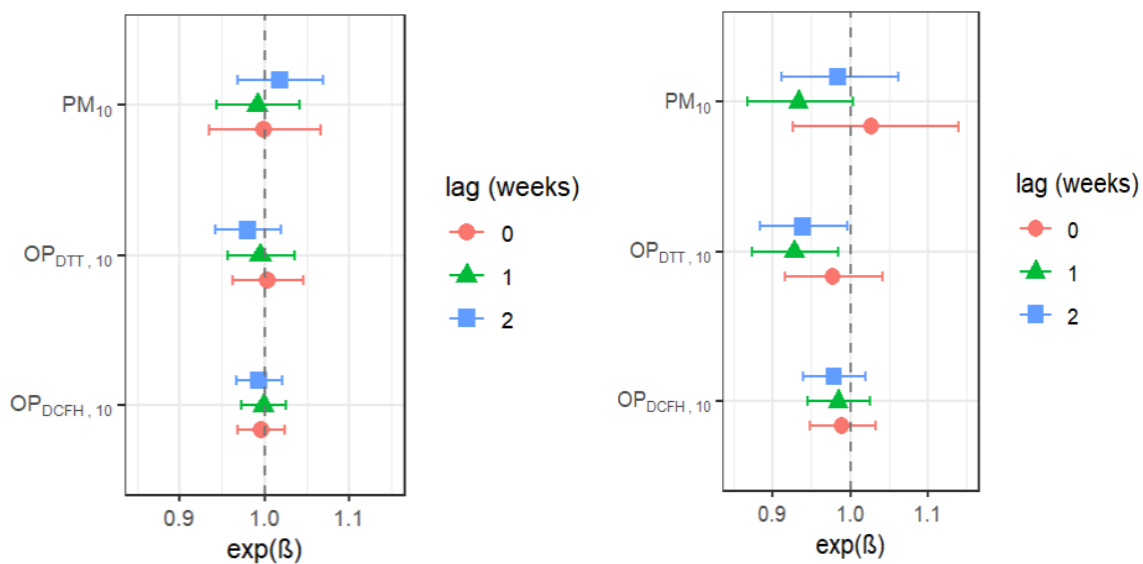 PM10
OPDTT , 10
OPDCFH , 10
0.9 1.0 1.1
exp(ß)
lag (weeks)
0
1
2
PM10
OPDTT , 10
OPDCFH , 10
0.9 1.0 1.1
exp(ß)
lag (weeks)
0
1
2